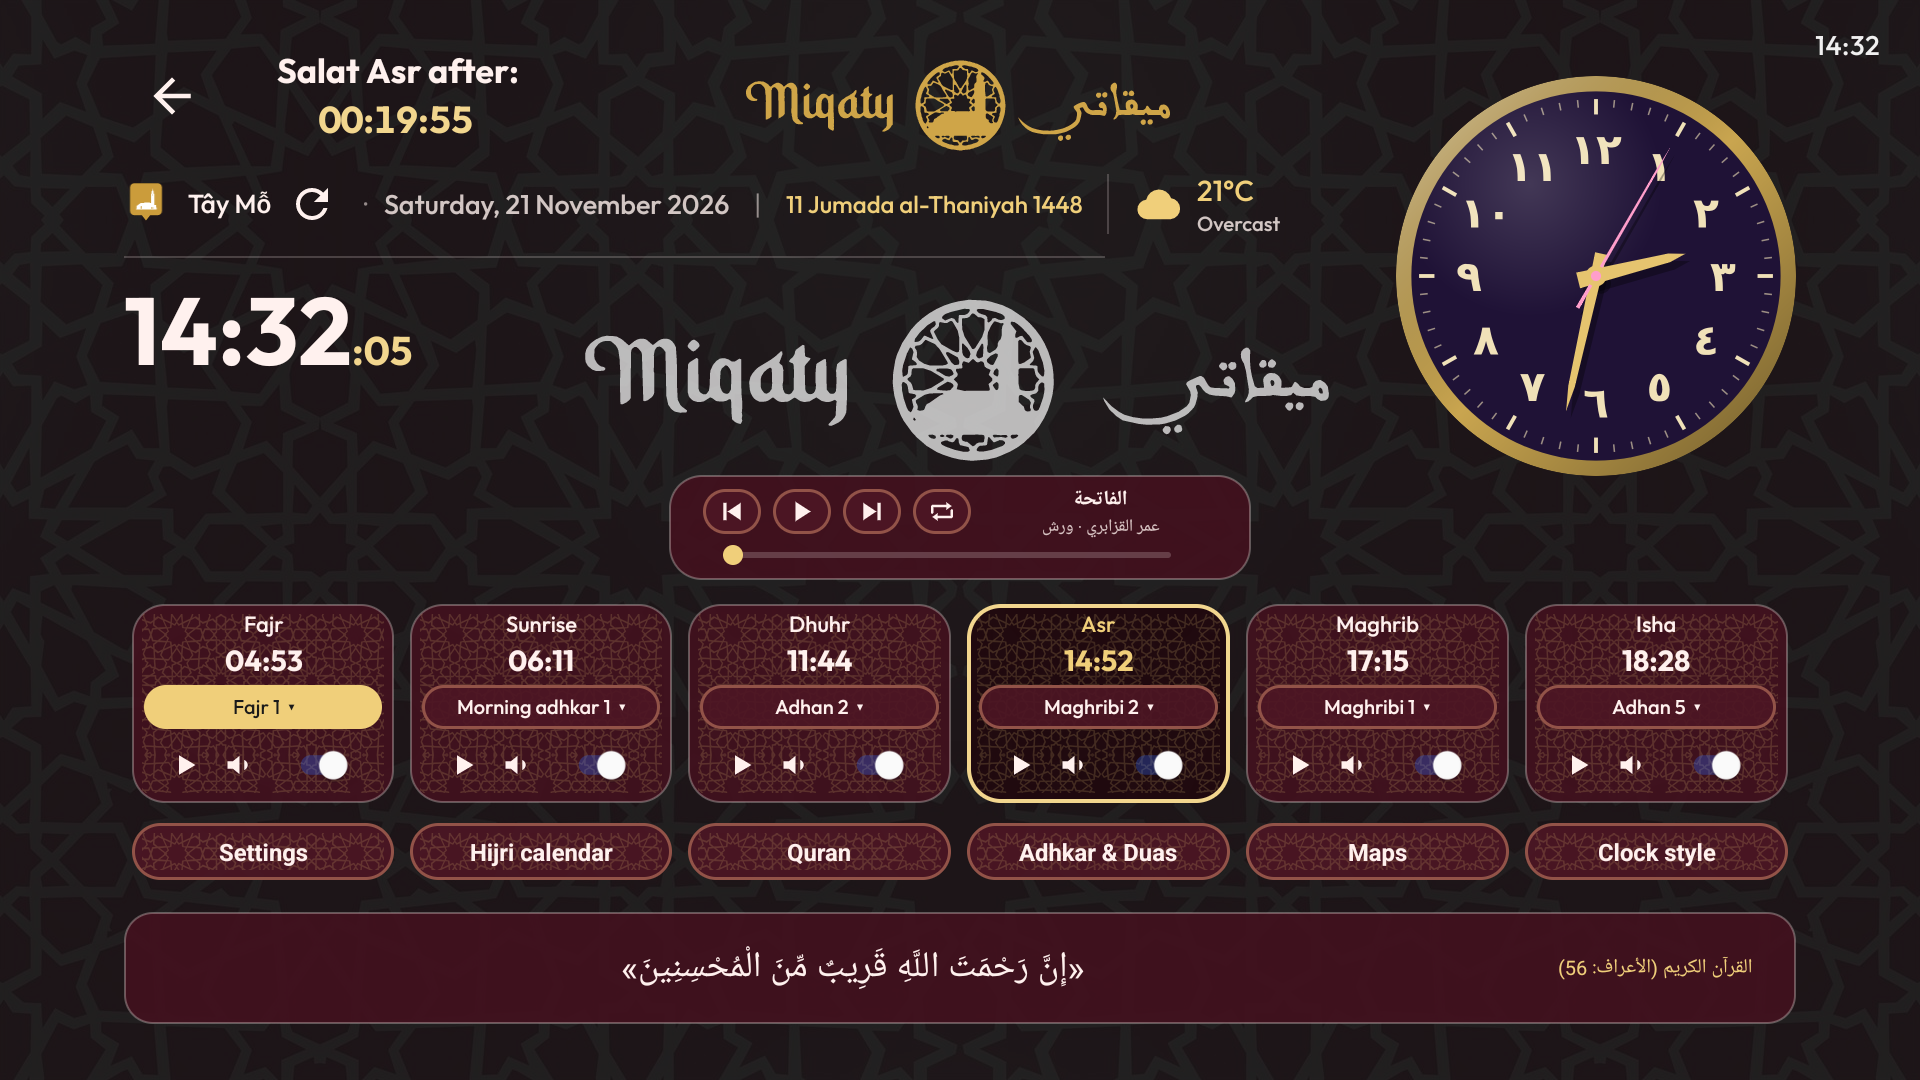 14:32
Salat Asr after:
00:19:55
Miqaty ميقاتي
Tây Mỗ · Saturday, 21 November 2026 | 11 Jumada al-Thaniyah 1448
21°C
Overcast
14:32:05
Miqaty ميقاتي
١٢ ١ ٢ ٣ ٤ ٥ ٦ ٧ ٨ ٩ ١٠ ١١
الفاتحة
عمر القزابري · ورش
Fajr
04:53
Fajr 1 ▾
Sunrise
06:11
Morning adhkar 1 ▾
Dhuhr
11:44
Adhan 2 ▾
Asr
14:52
Maghribi 2 ▾
Maghrib
17:15
Maghribi 1 ▾
Isha
18:28
Adhan 5 ▾
Settings
Hijri calendar
Quran
Adhkar & Duas
Maps
Clock style
«إِنَّ رَحْمَتَ اللَّهِ قَرِيبٌ مِّنَ الْمُحْسِنِينَ»
القرآن الكريم (الأعراف: 56)